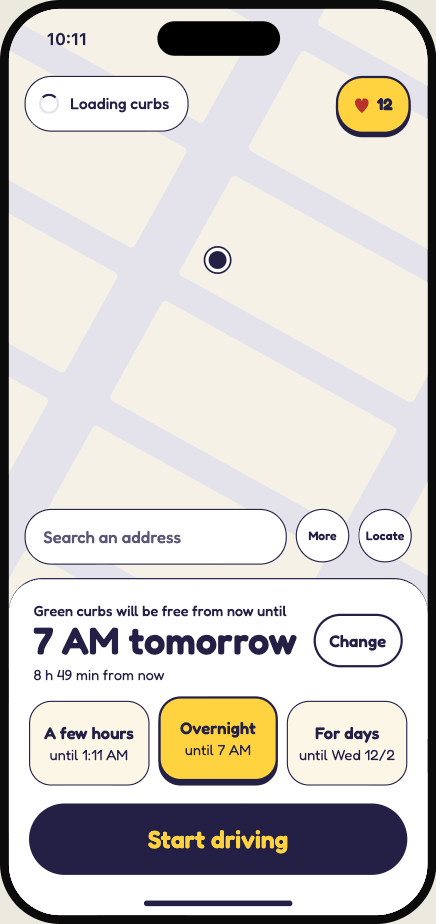 10:11
Loading curbs
12
Search an address
More
Locate
Green curbs will be free from now until
7 AM tomorrow
Change
8 h 49 min from now
A few hours
until 1:11 AM
Overnight
until 7 AM
For days
until Wed 12/2
Start driving